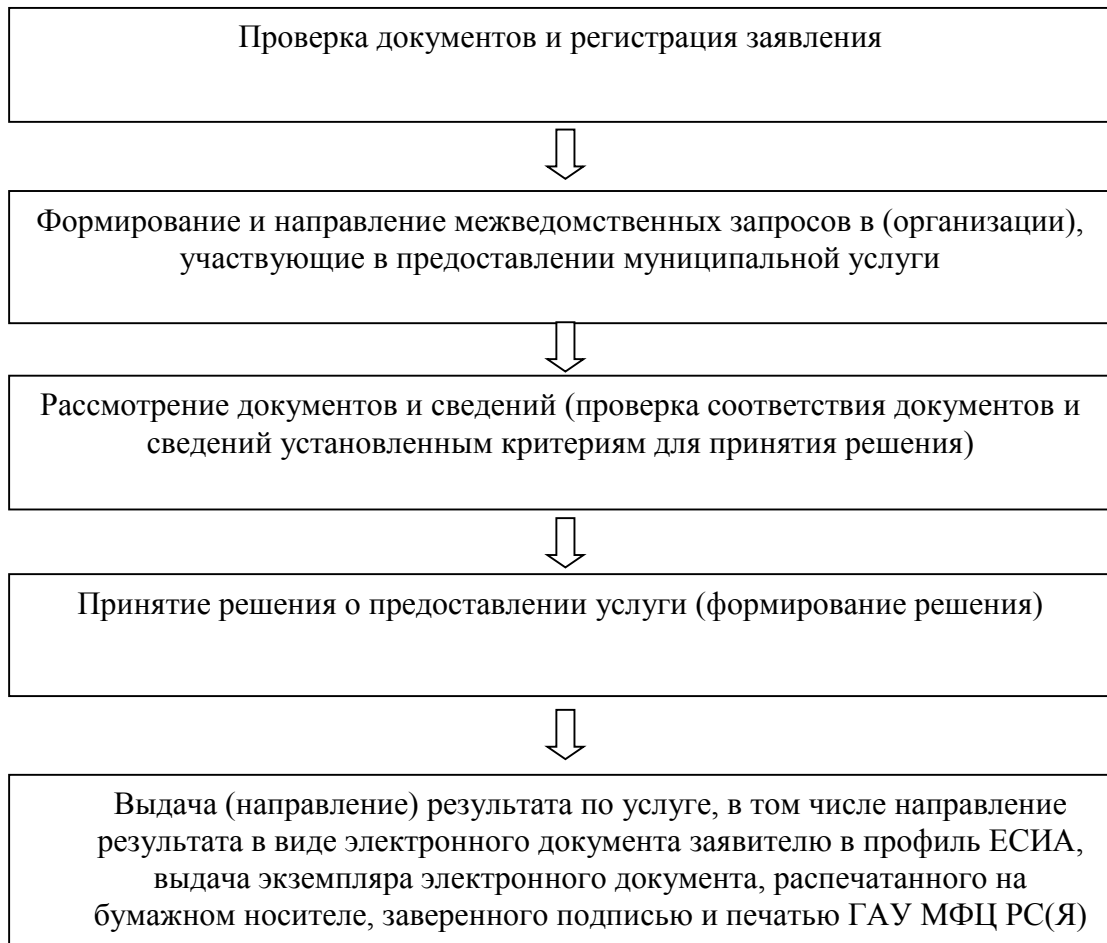 Проверка документов и регистрация заявления
Формирование и направление межведомственных запросов в (организации),
участвующие в предоставлении муниципальной услуги
Рассмотрение документов и сведений (проверка соответствия документов и
сведений установленным критериям для принятия решения)
Принятие решения о предоставлении услуги (формирование решения)
Выдача (направление) результата по услуге, в том числе направление
результата в виде электронного документа заявителю в профиль ЕСИА,
выдача экземпляра электронного документа, распечатанного на
бумажном носителе, заверенного подписью и печатью ГАУ МФЦ РС(Я)